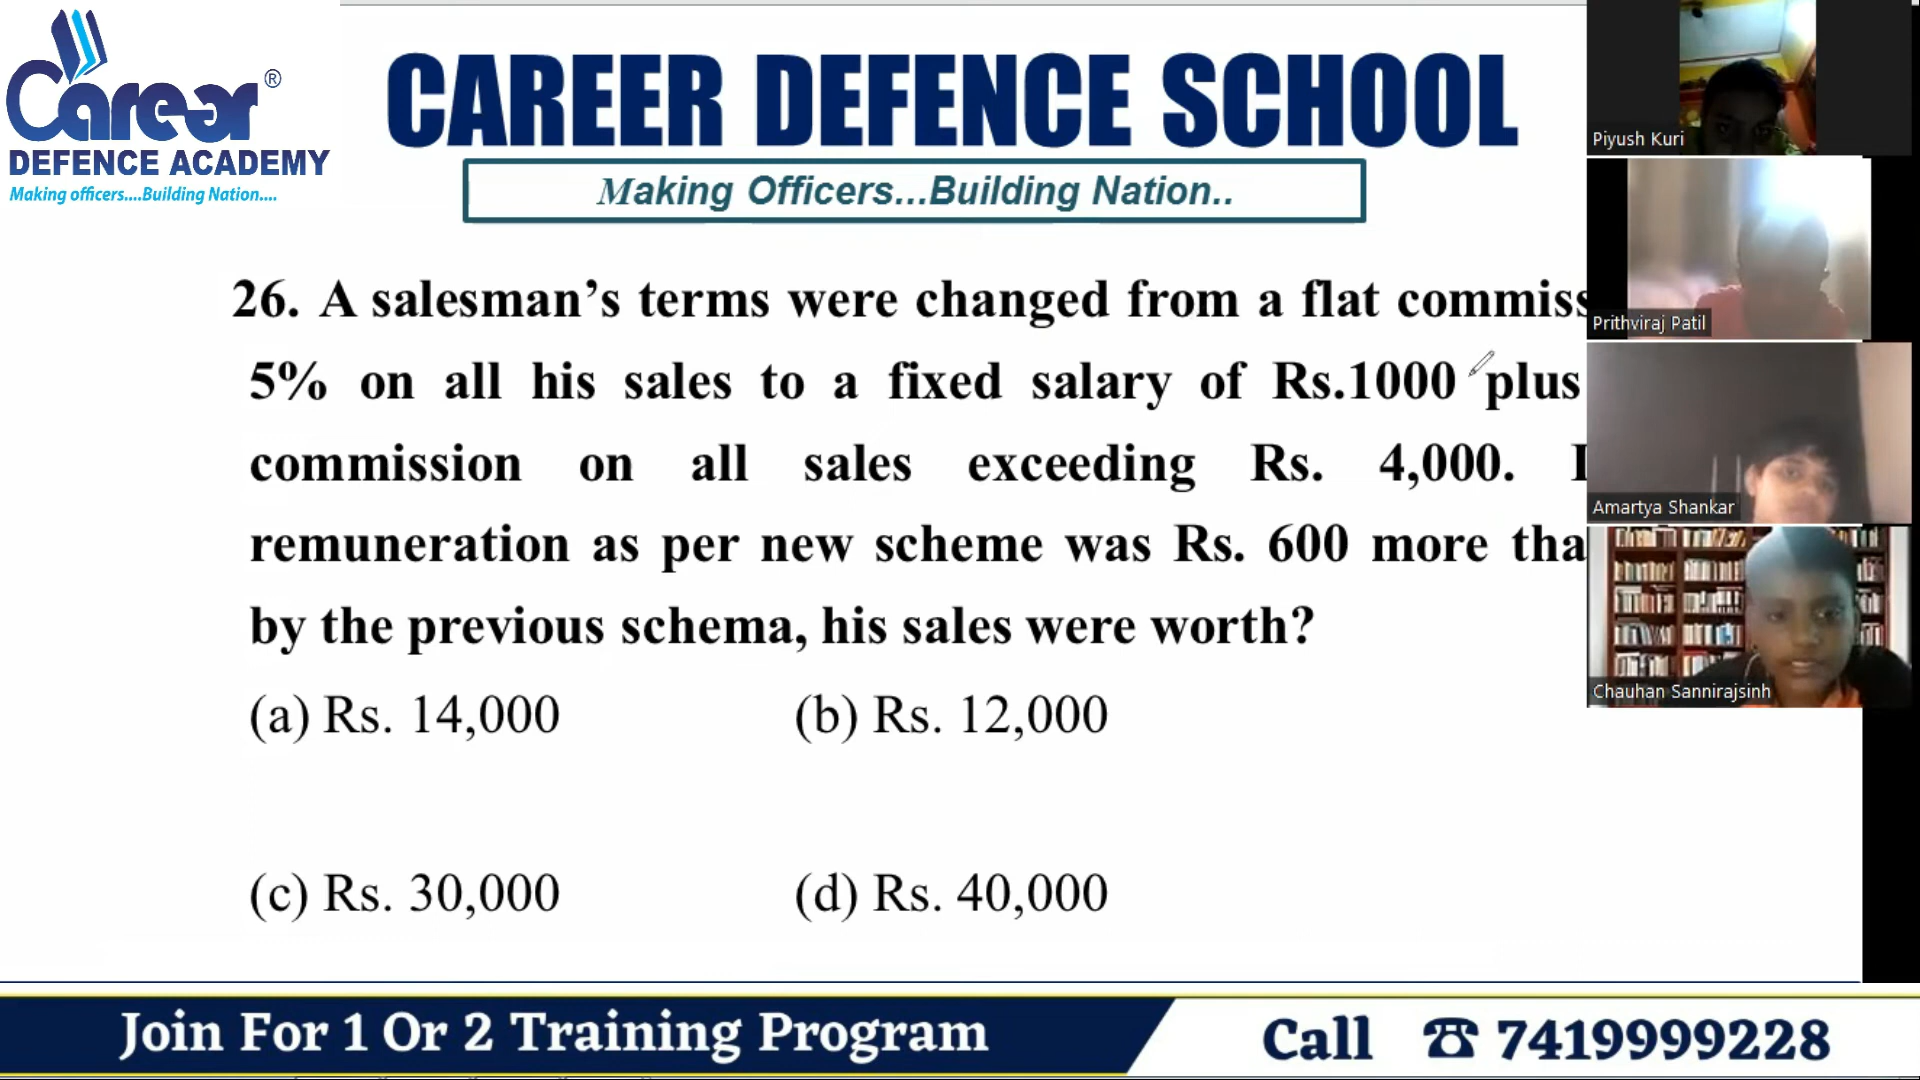 Career®
DEFENCE ACADEMY
Making officers....Building Nation....
CAREER DEFENCE SCHOOL
Making Officers...Building Nation..
26. A salesman’s terms were changed from a flat commiss
5% on all his sales to a fixed salary of Rs.1000 plus
commission on all sales exceeding Rs. 4,000.
remuneration as per new scheme was Rs. 600 more tha
by the previous schema, his sales were worth?
(a) Rs. 14,000 (b) Rs. 12,000
(c) Rs. 30,000 (d) Rs. 40,000
Piyush Kuri
Prithviraj Patil
Amartya Shankar
Chauhan Sannirajsinh
Join For 1 Or 2 Training Program
Call ☎ 7419999228